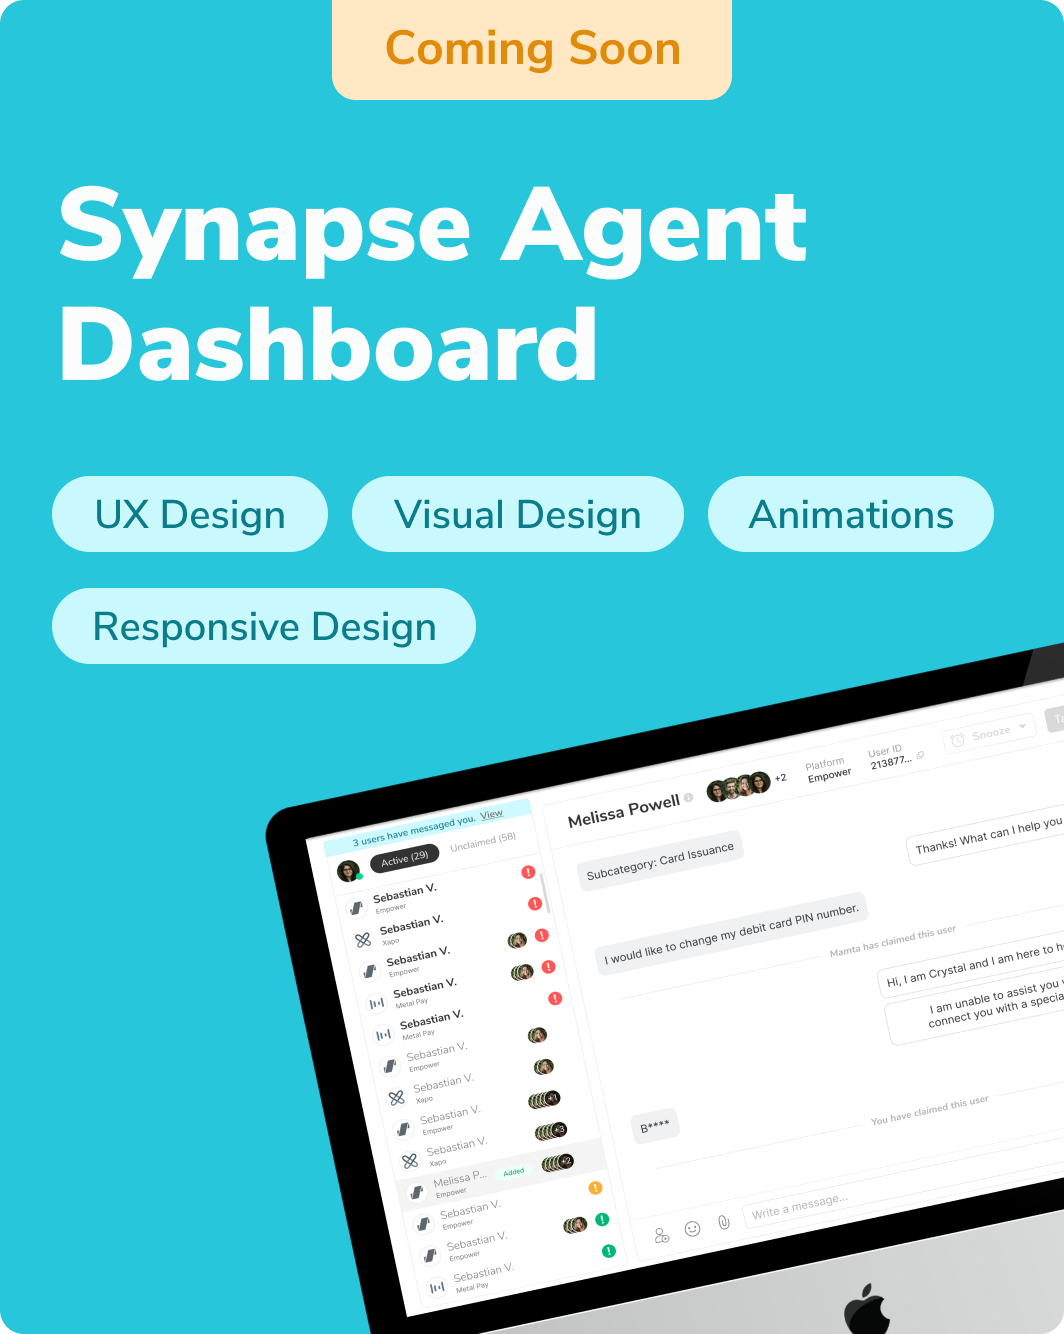 Coming Soon
Synapse Agent
Dashboard
UX Design
Visual Design
Animations
Responsive Design
3 users have messaged you. View
Active (29)
Unclaimed (58)
Sebastian V.
Empower
Sebastian V.
Xapo
Sebastian V.
Empower
Sebastian V.
Metal Pay
Sebastian V.
Metal Pay
Sebastian V.
Empower
Sebastian V.
Xapo
Sebastian V.
Empower
+1
Sebastian V.
Xapo
+3
Melissa P...
Empower
Added
+2
Sebastian V.
Empower
Sebastian V.
Empower
Sebastian V.
Metal Pay
Melissa Powell
+2
Platform
Empower
User ID
213877...
Snooze
Subcategory: Card Issuance
Thanks! What can I help you
I would like to change my debit card PIN number.
Mamta has claimed this user
Hi, I am Crystal and I am here to
I am unable to assist you
connect you with a
B****
You have claimed this user
Write a message...